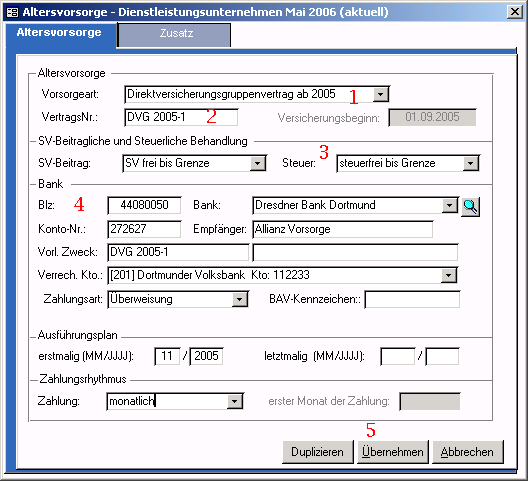 Altersvorsorge - Dienstleistungsunternehmen Mai 2006 (aktuell)
Altersvorsorge Zusatz
Altersvorsorge
Vorsorgeart: Direktversicherungsgruppenvertrag ab 2005 1
VertragsNr.: DVG 2005-1 2 Versicherungsbeginn: 01.09.2005
SV-Beitragliche und Steuerliche Behandlung 3
SV-Beitrag: SV frei bis Grenze Steuer: steuerfrei bis Grenze
Bank
Blz: 4 44080050 Bank: Dresdner Bank Dortmund
Konto-Nr.: 272627 Empfänger: Allianz Vorsorge
Vorl. Zweck: DVG 2005-1
Verrech. Kto.: [201] Dortmunder Volksbank Kto: 112233
Zahlungsart: Überweisung BAV-Kennzeichen::
Ausführungsplan
erstmalig (MM/JJJJ): 11 / 2005 letztmalig (MM/JJJJ): /
Zahlungsrhythmus
Zahlung: monatlich erster Monat der Zahlung:
5
Duplizieren Übernehmen Abbrechen